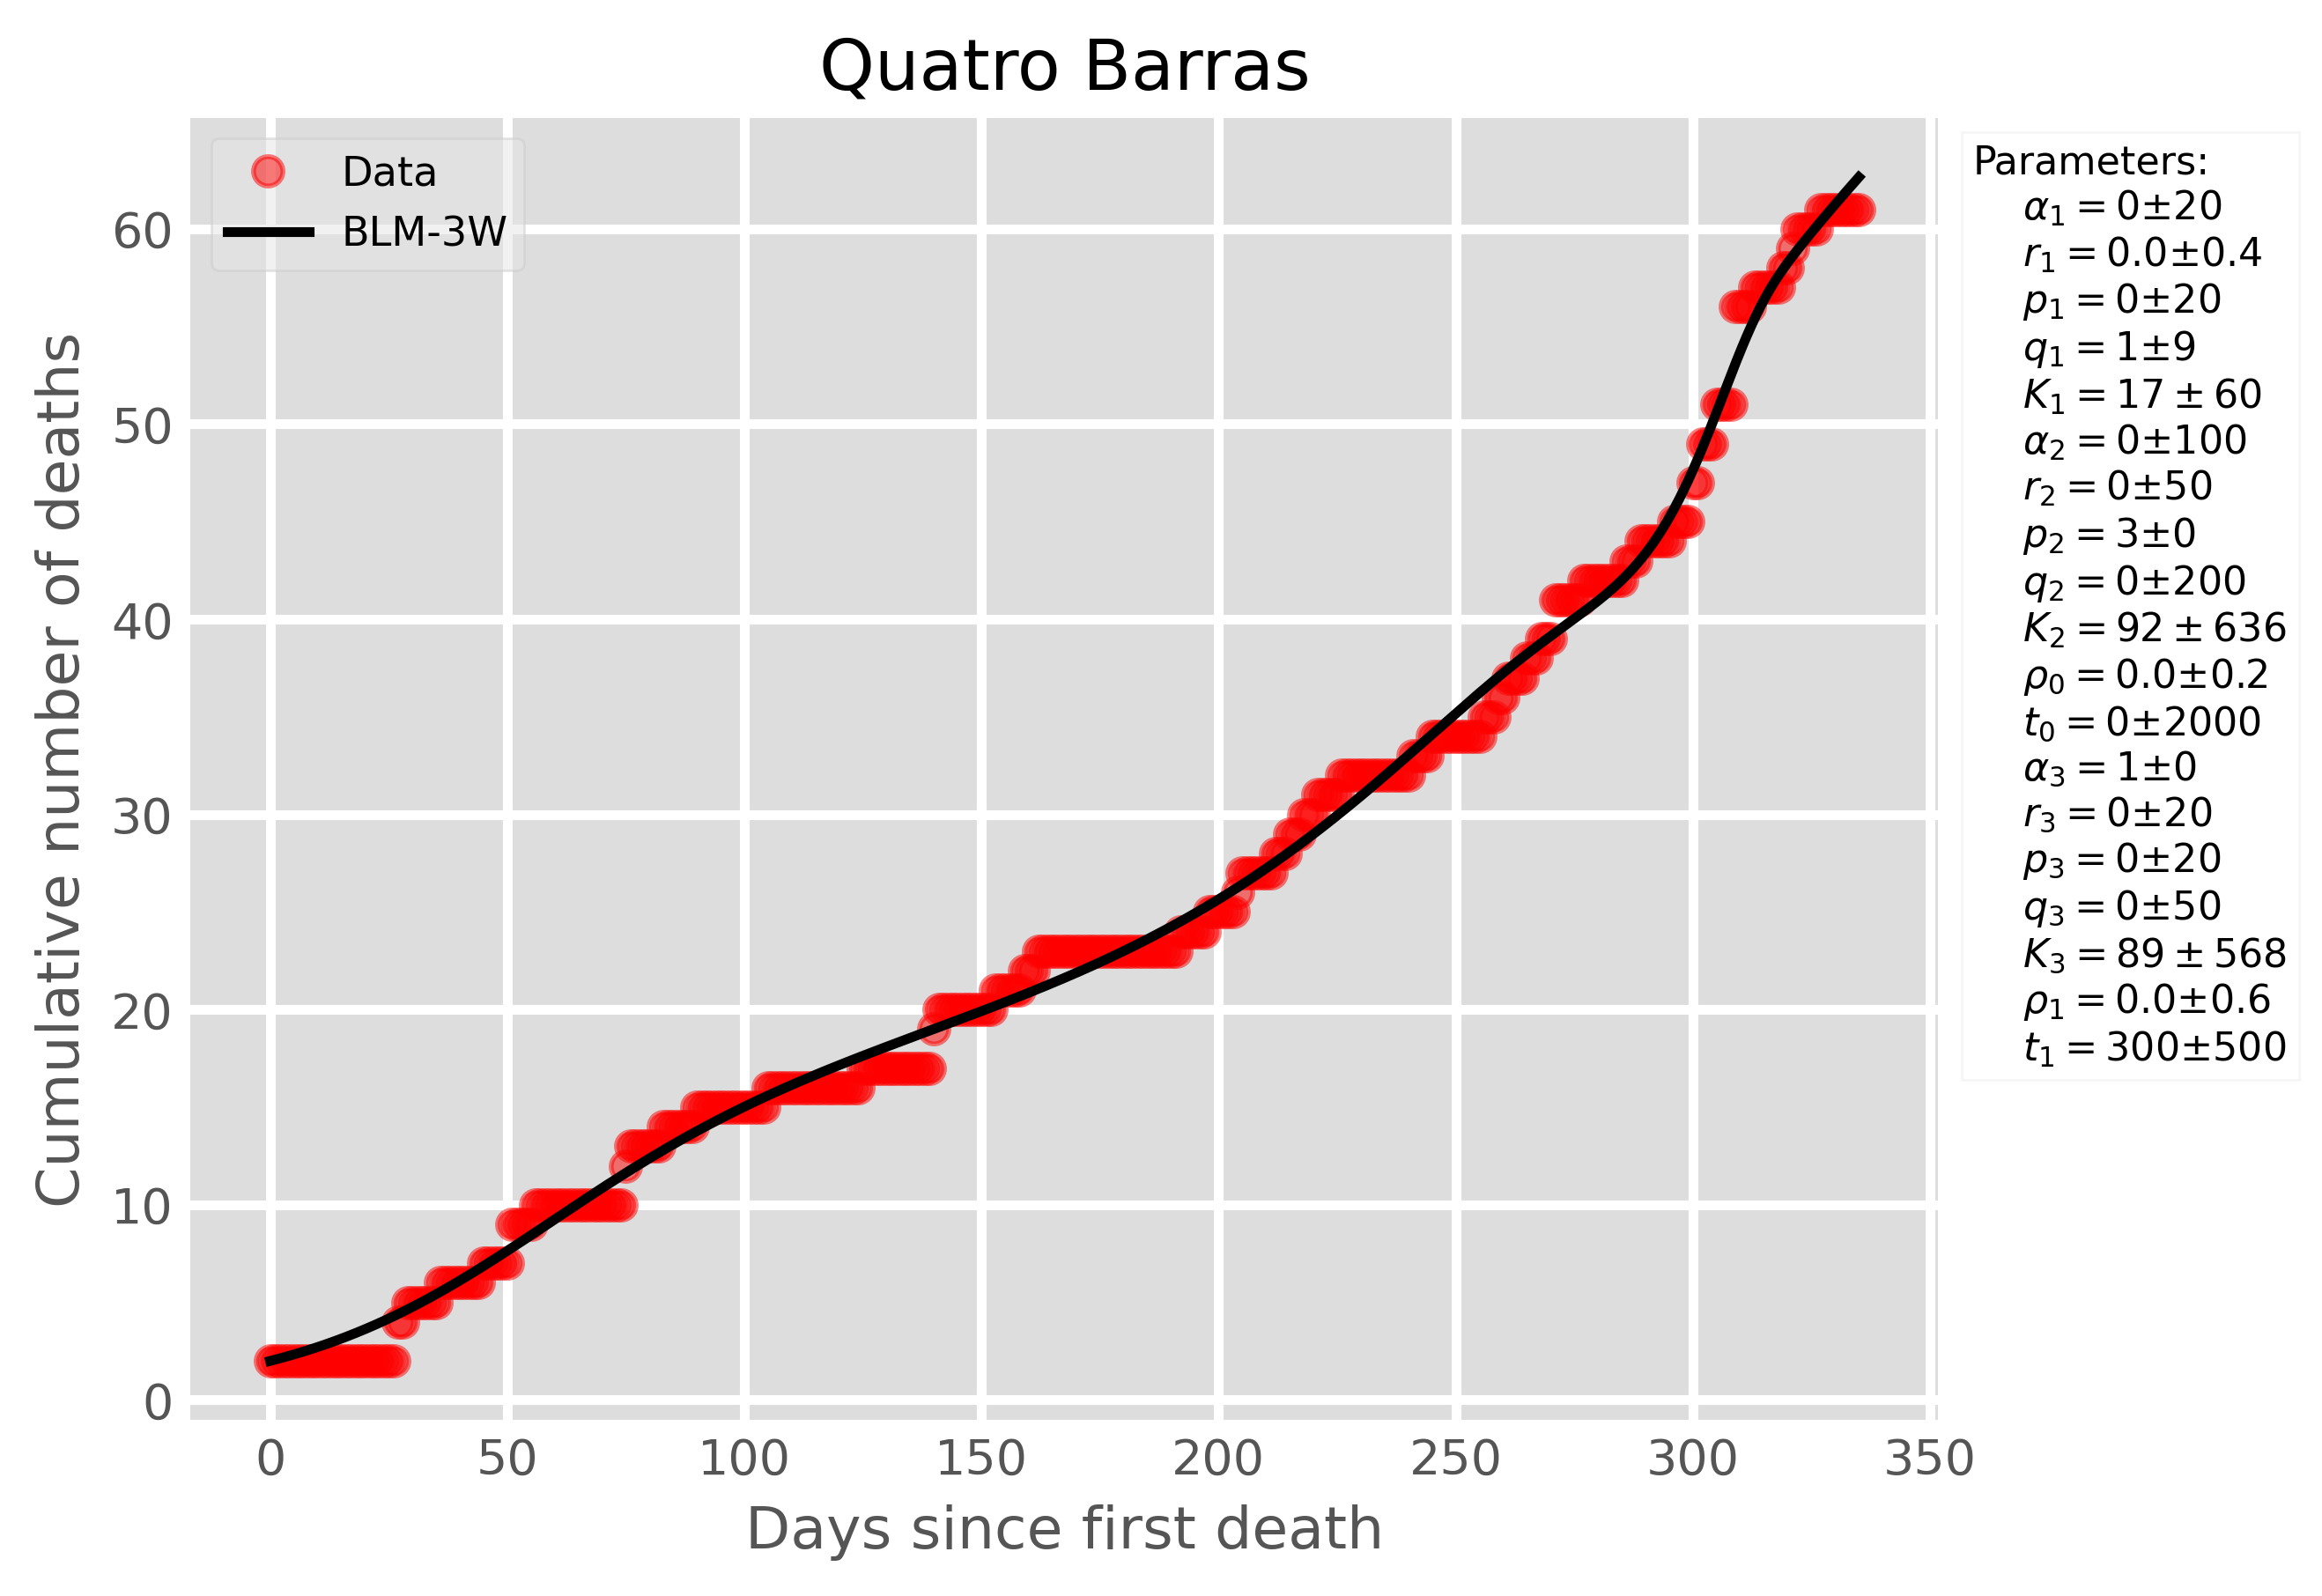 Quatro Barras
Data
BLM-3W
60
50
40
30
20
10
0
Cumulative number of deaths
0 50 100 150 200 250 300 350
Days since first death
Parameters:
α₁ = 0±20
r₁ = 0.0±0.4
p₁ = 0±20
q₁ = 1±9
K₁ = 17 ± 60
α₂ = 0±100
r₂ = 0±50
p₂ = 3±0
q₂ = 0±200
K₂ = 92 ± 636
ρ₀ = 0.0±0.2
t₀ = 0±2000
α₃ = 1±0
r₃ = 0±20
p₃ = 0±20
q₃ = 0±50
K₃ = 89 ± 568
ρ₁ = 0.0±0.6
t₁ = 300±500